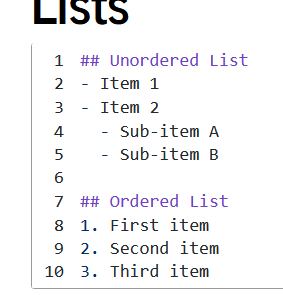 Lists
1 ## Unordered List
2 - Item 1
3 - Item 2
4   - Sub-item A
5   - Sub-item B
6
7 ## Ordered List
8 1. First item
9 2. Second item
10 3. Third item